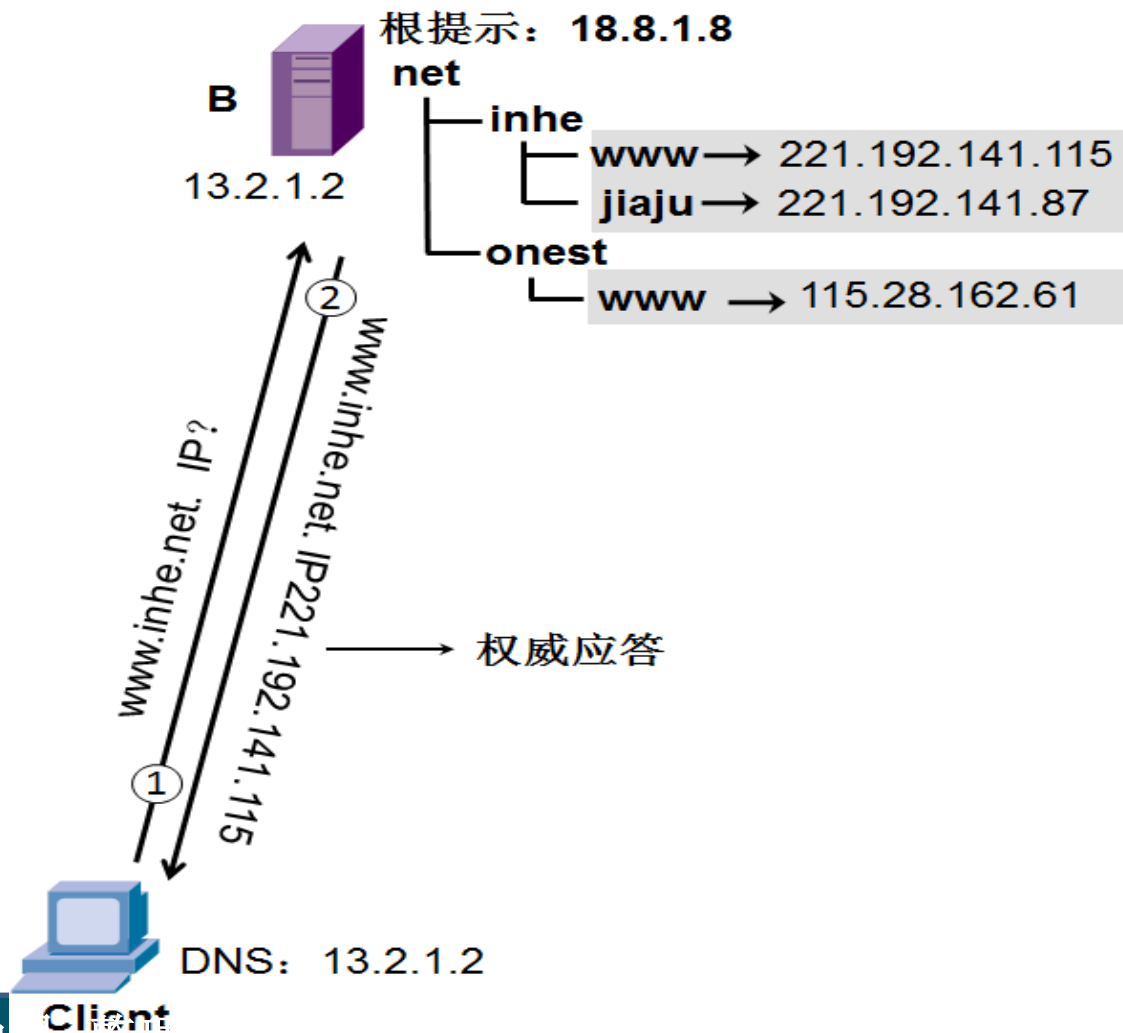 根提示：18.8.1.8
net
B
inhe
www→ 221.192.141.115
13.2.1.2
jiaju→ 221.192.141.87
onest
www → 115.28.162.61
②
www.inhe.net. IP?
www.inhe.net. IP221.192.141.115
权威应答
①
DNS：13.2.1.2
Client